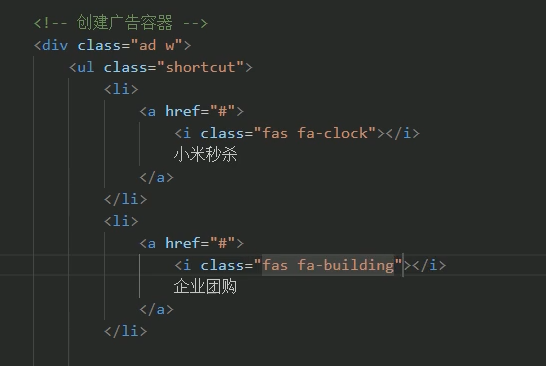 <!-- 创建广告容器 -->
<div class="ad w">
<ul class="shortcut">
<li>
<a href="#">
<i class="fas fa-clock"></i>
小米秒杀
</a>
</li>
<li>
<a href="#">
<i class="fas fa-building"></i>
企业团购
</a>
</li>